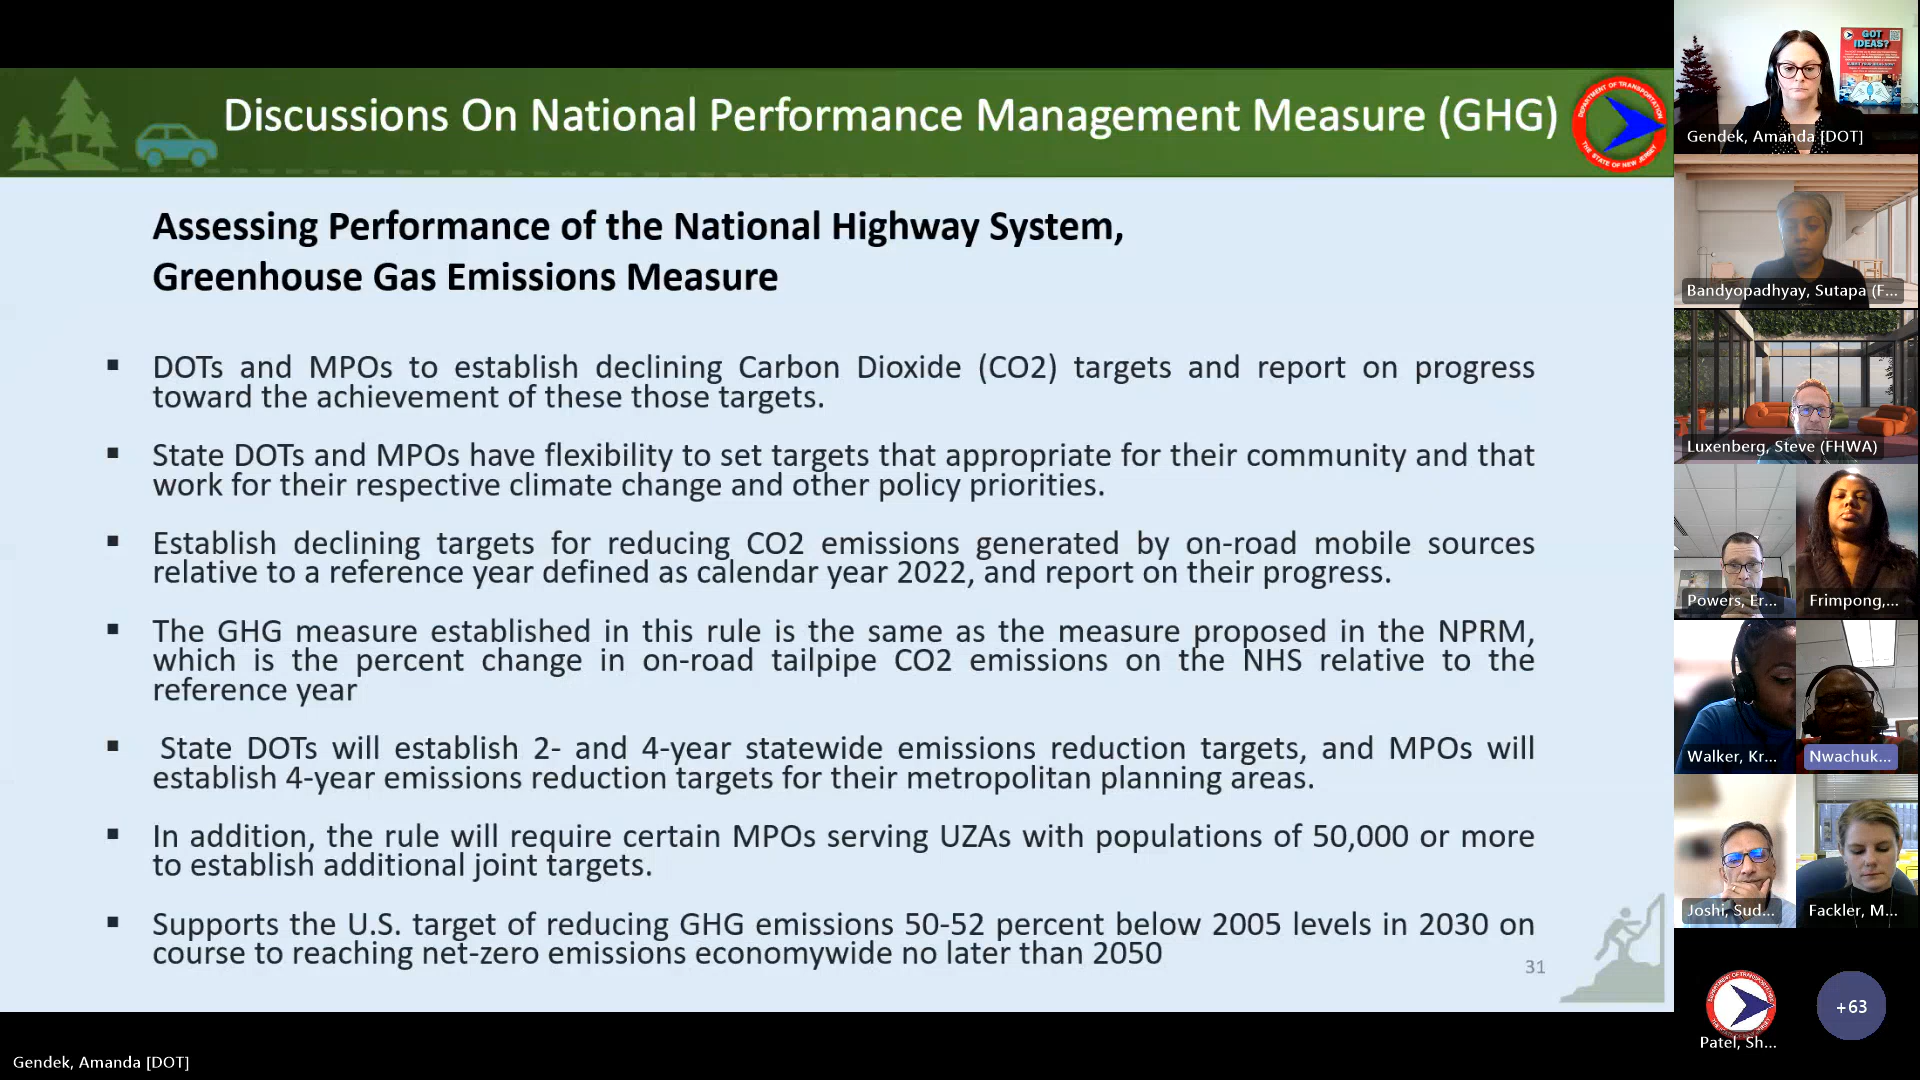 Discussions On National Performance Management Measure (GHG)
Assessing Performance of the National Highway System,
Greenhouse Gas Emissions Measure
▪ DOTs and MPOs to establish declining Carbon Dioxide (CO2) targets and report on progress
toward the achievement of these those targets.
▪ State DOTs and MPOs have flexibility to set targets that appropriate for their community and that
work for their respective climate change and other policy priorities.
▪ Establish declining targets for reducing CO2 emissions generated by on-road mobile sources
relative to a reference year defined as calendar year 2022, and report on their progress.
▪ The GHG measure established in this rule is the same as the measure proposed in the NPRM,
which is the percent change in on-road tailpipe CO2 emissions on the NHS relative to the
reference year
▪ State DOTs will establish 2- and 4-year statewide emissions reduction targets, and MPOs will
establish 4-year emissions reduction targets for their metropolitan planning areas.
▪ In addition, the rule will require certain MPOs serving UZAs with populations of 50,000 or more
to establish additional joint targets.
▪ Supports the U.S. target of reducing GHG emissions 50-52 percent below 2005 levels in 2030 on
course to reaching net-zero emissions economywide no later than 2050
31
DEPARTMENT OF TRANSPORTATION
THE STATE OF NEW JERSEY
GOT
IDEAS?
Gendek, Amanda [DOT]
Bandyopadhyay, Sutapa (F...
Luxenberg, Steve (FHWA)
Powers, Er...
Frimpong,...
Walker, Kr...
Nwachuk...
Joshi, Sud...
Fackler, M...
Patel, Sh...
+63
Gendek, Amanda [DOT]